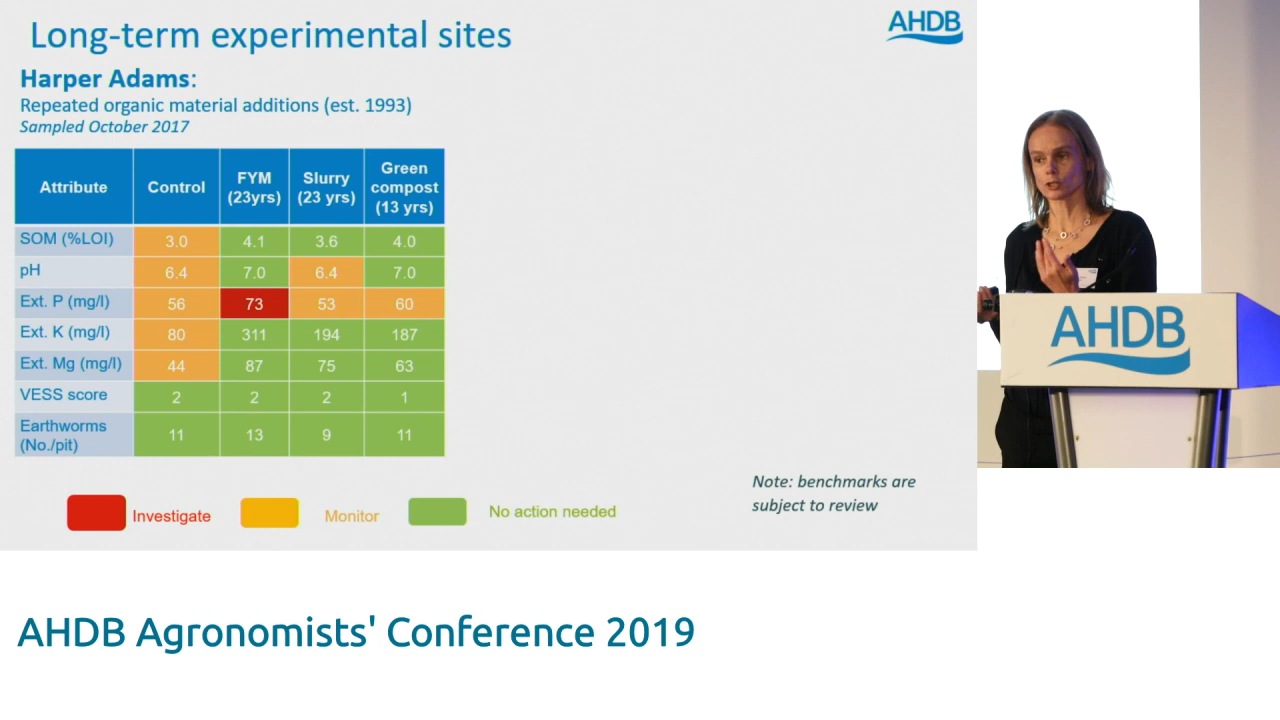 Long-term experimental sites
AHDB
Harper Adams:
Repeated organic material additions (est. 1993)
Sampled October 2017
Attribute Control FYM (23yrs) Slurry (23 yrs) Green compost (13 yrs)
SOM (%LOI) 3.0 4.1 3.6 4.0
pH 6.4 7.0 6.4 7.0
Ext. P (mg/l) 56 73 53 60
Ext. K (mg/l) 80 311 194 187
Ext. Mg (mg/l) 44 87 75 63
VESS score 2 2 2 1
Earthworms (No./pit) 11 13 9 11
Note: benchmarks are
subject to review
Investigate Monitor No action needed
AHDB
AHDB Agronomists' Conference 2019